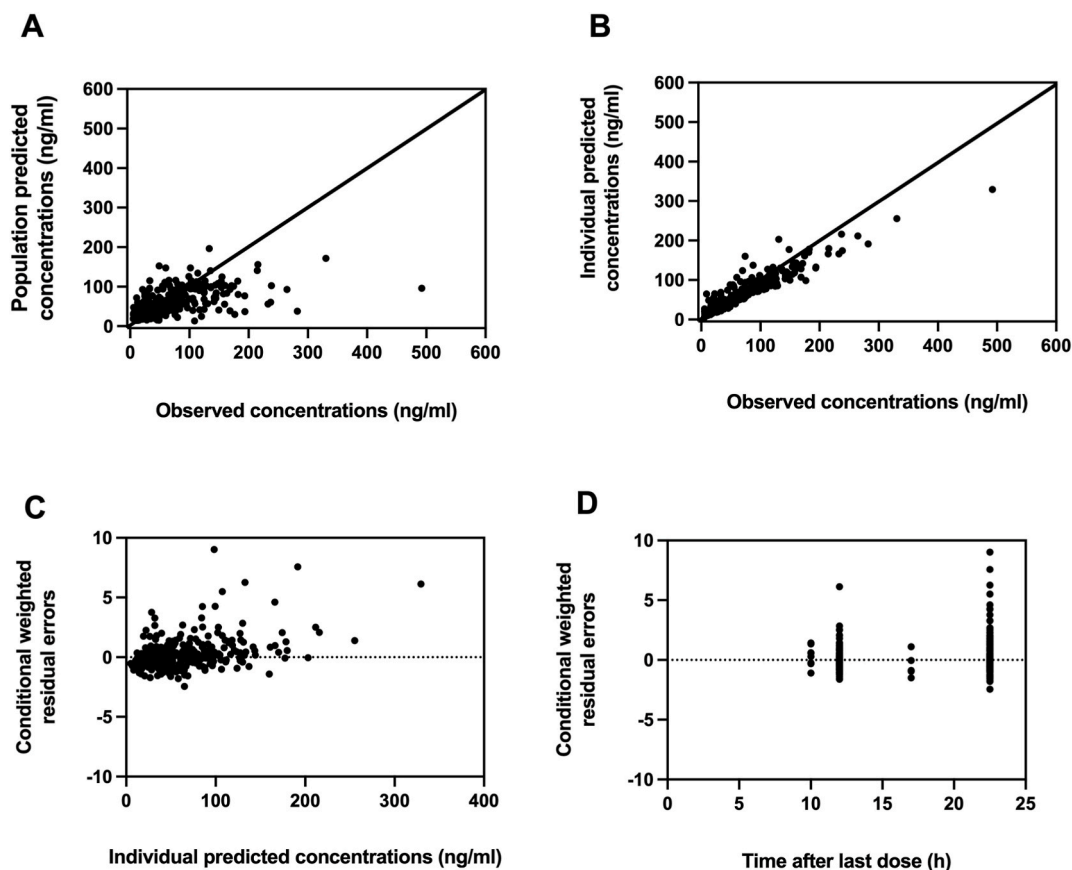 A
Population predicted
concentrations (ng/ml)
600
500
400
300
200
100
0
0 100 200 300 400 500 600
Observed concentrations (ng/ml)
B
Individual predicted
concentrations (ng/ml)
600
500
400
300
200
100
0
0 100 200 300 400 500 600
Observed concentrations (ng/ml)
C
Conditional weighted
residual errors
10
5
0
-5
-10
0 100 200 300 400
Individual predicted concentrations (ng/ml)
D
Conditional weighted
residual errors
10
5
0
-5
-10
0 5 10 15 20 25
Time after last dose (h)